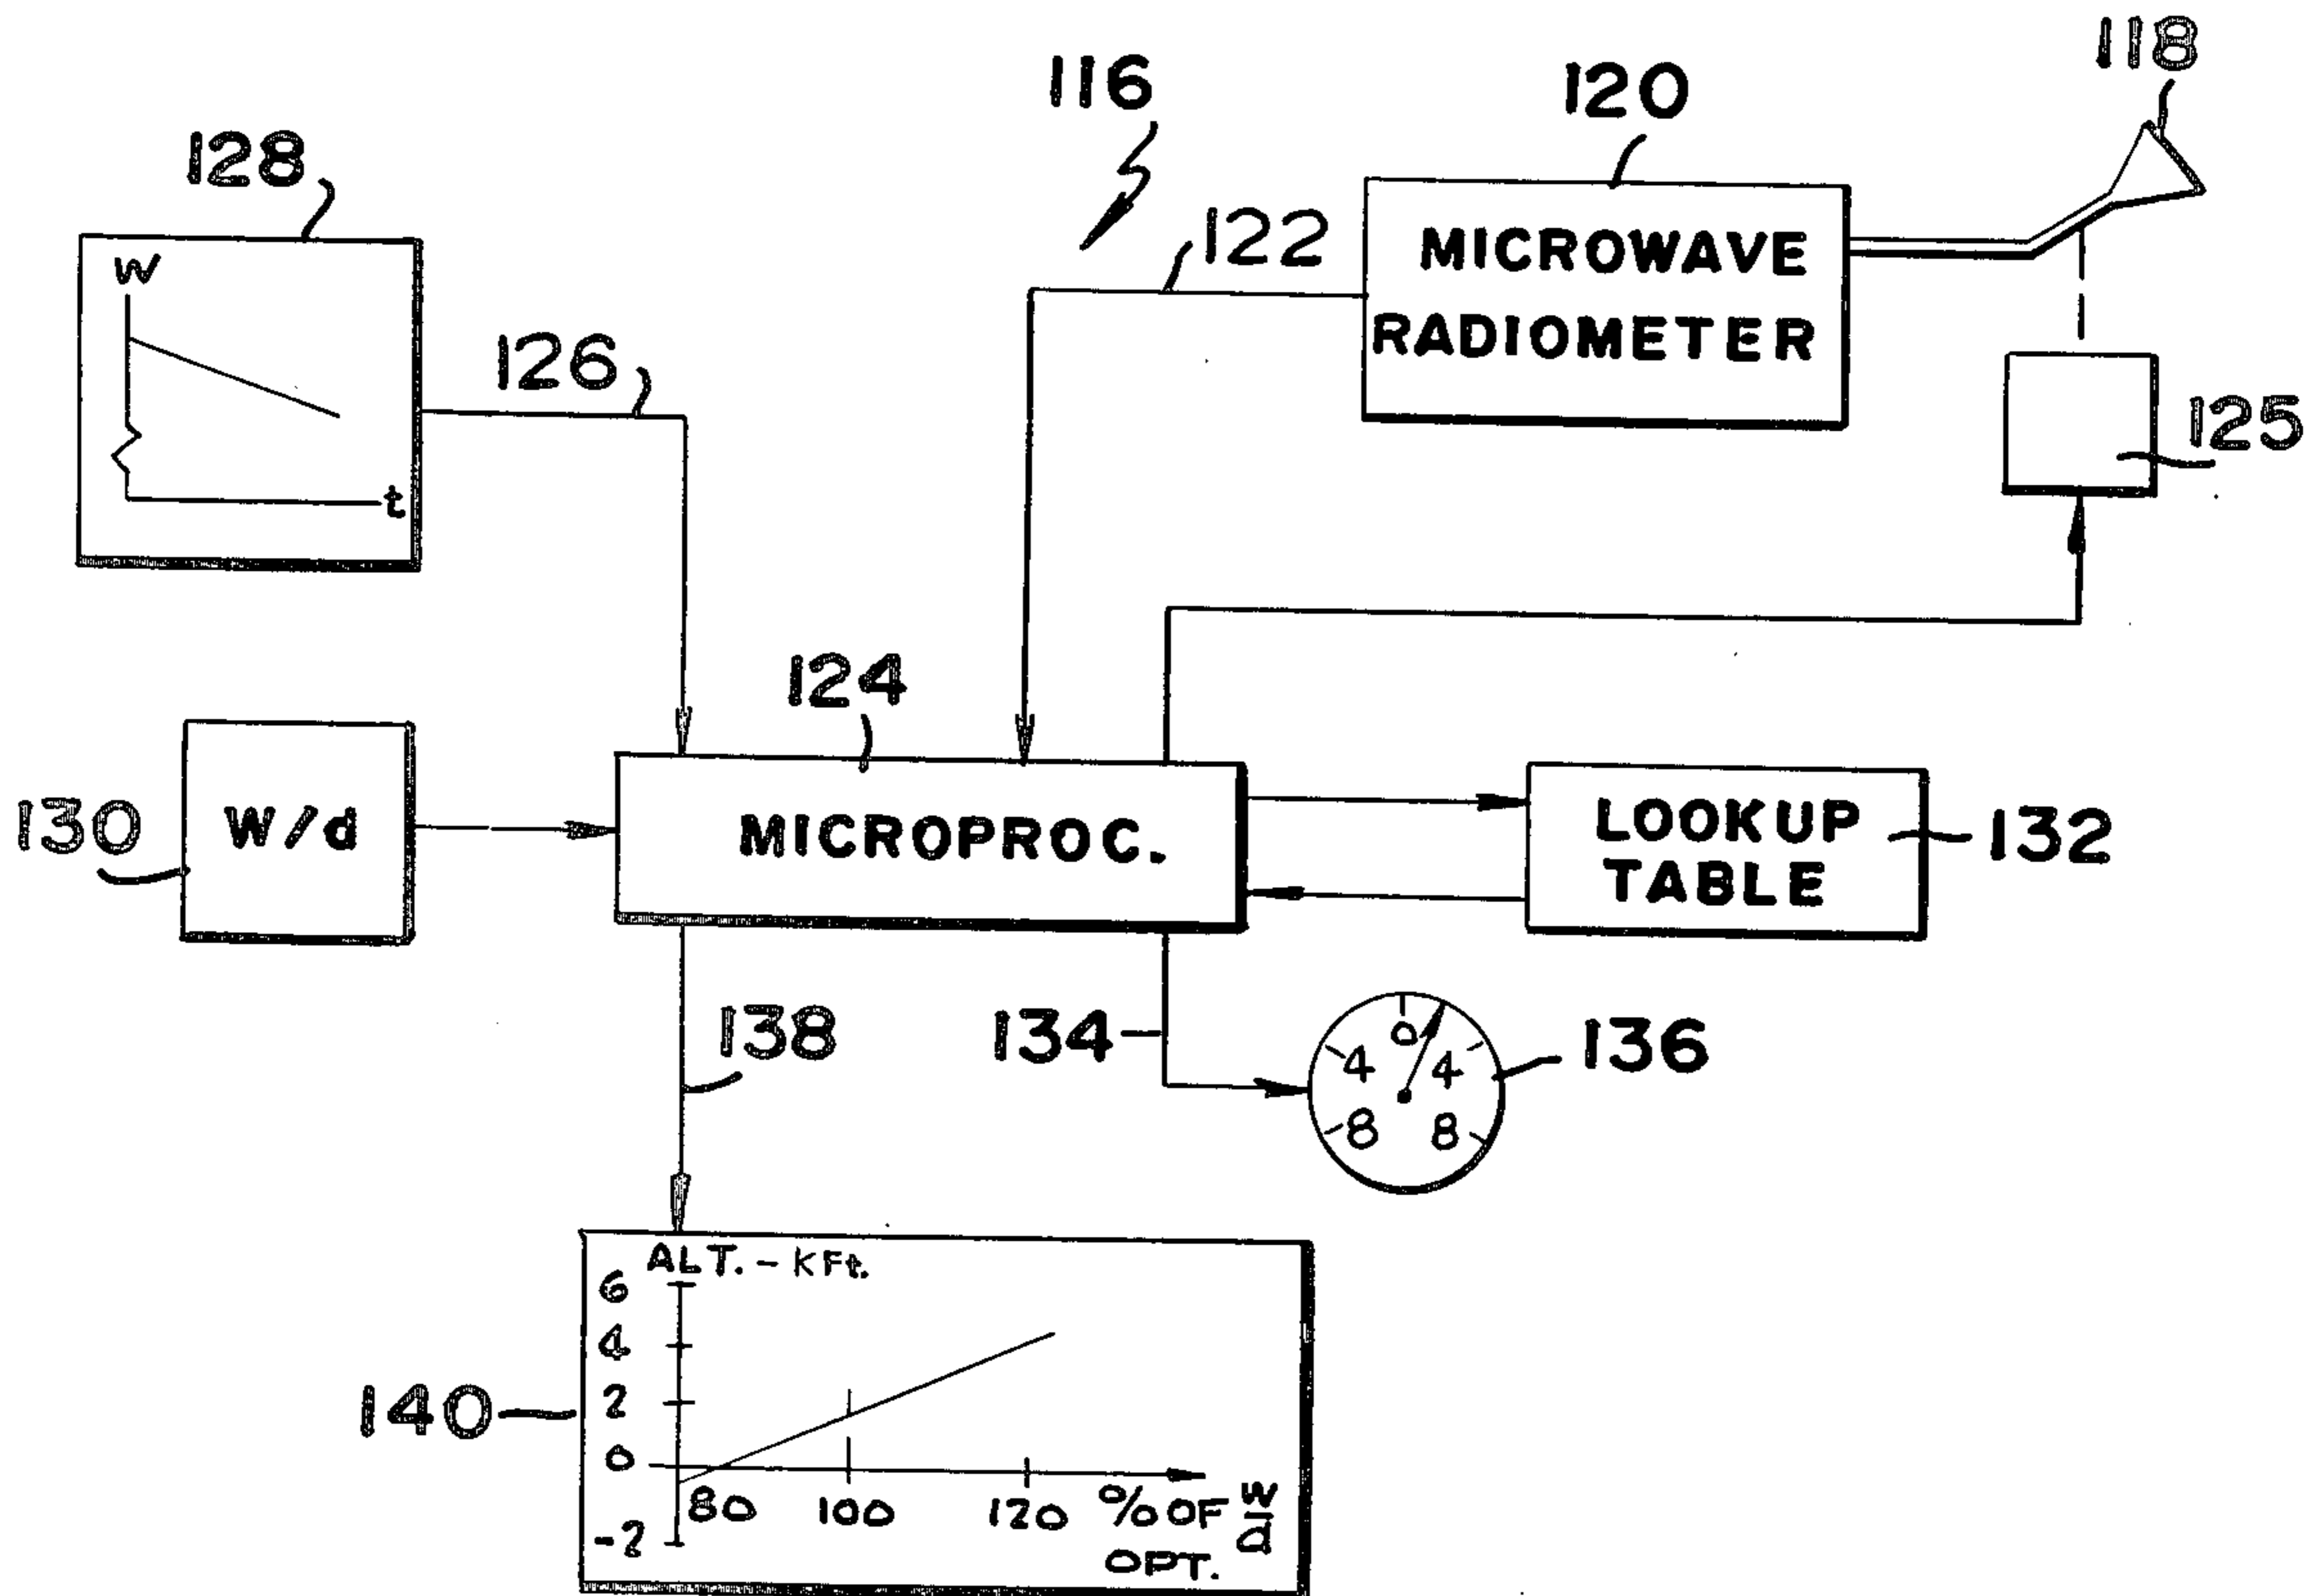 118
116
120
128
122
MICROWAVE
RADIOMETER
W
126
125
t
124
130
W/d
MICROPROC.
LOOKUP
TABLE
132
138
134
136
0
4
4
8
8
ALT. - KFt.
6
4
140
2
0
80
100
120
% OF
W/D
-2
OPT.